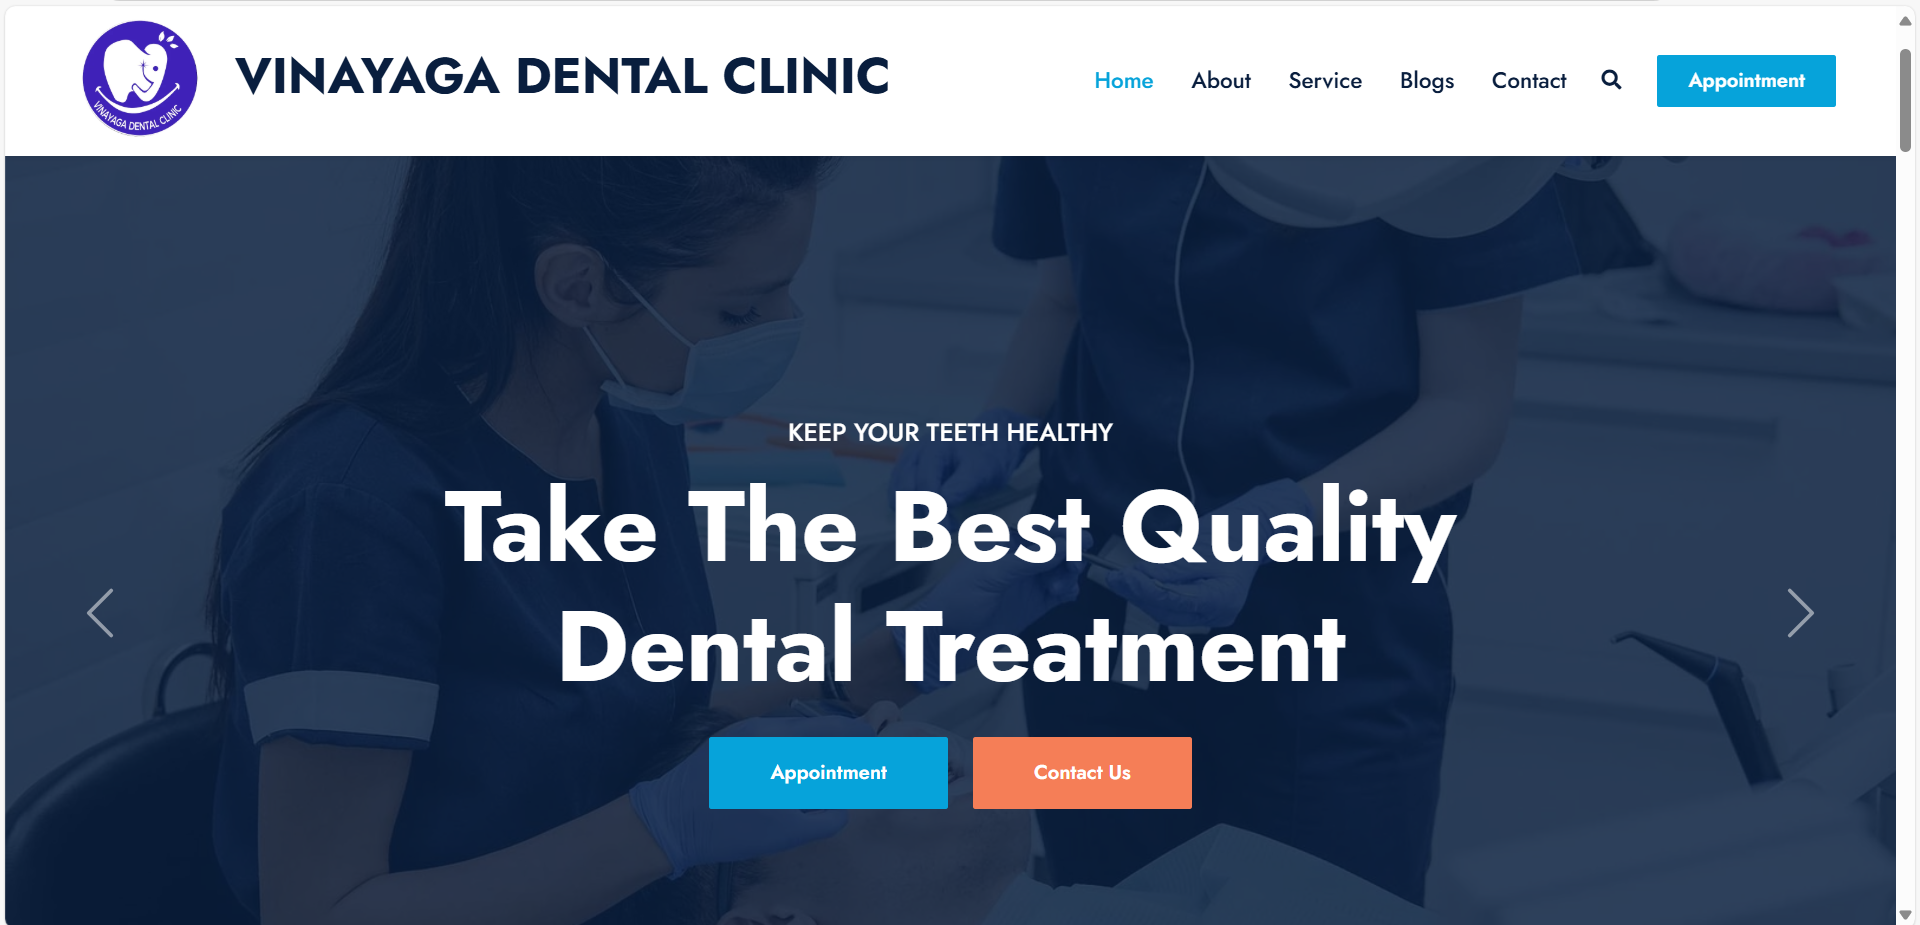 VINAYAGA DENTAL CLINIC
VINAYAGA DENTAL CLINIC
Home About Service Blogs Contact Appointment
KEEP YOUR TEETH HEALTHY
Take The Best Quality
Dental Treatment
Appointment Contact Us